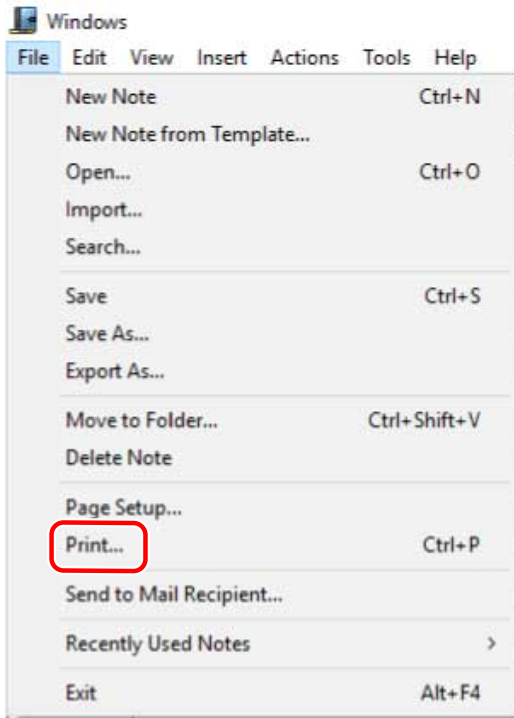 Windows
File Edit View Insert Actions Tools Help
New Note Ctrl+N
New Note from Template...
Open... Ctrl+O
Import...
Search...
Save Ctrl+S
Save As...
Export As...
Move to Folder... Ctrl+Shift+V
Delete Note
Page Setup...
Print... Ctrl+P
Send to Mail Recipient...
Recently Used Notes >
Exit Alt+F4